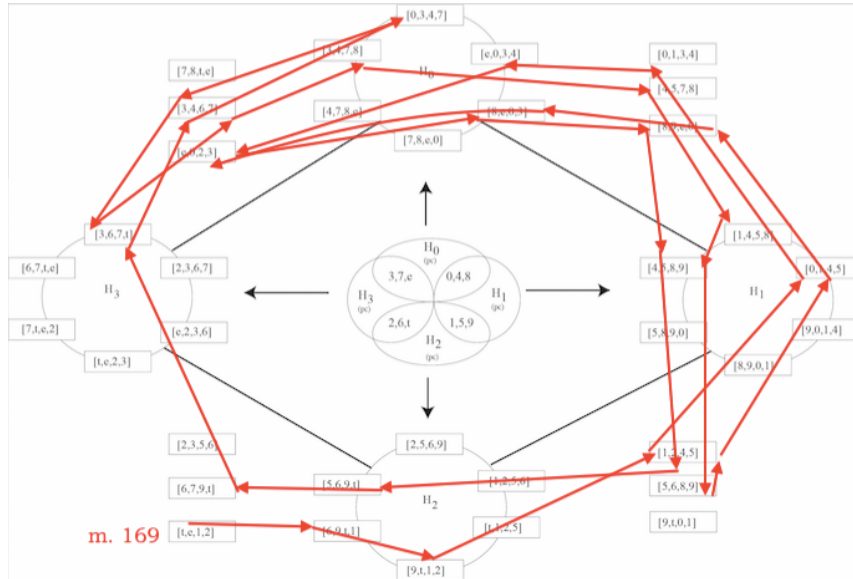 [0,3,4,7]
[3,4,7,8]
[e,0,3,4]
[0,1,3,4]
[7,8,t,e]
H0
[4,5,7,8]
[3,4,6,7]
[4,7,8,e]
[8,e,0,3]
[8,9,e,0]
[e,0,2,3]
[7,8,e,0]
[3,6,7,t]
[1,4,5,8]
H0
(pc)
[6,7,t,e]
[2,3,6,7]
[4,5,8,9]
[0,1,4,5]
3,7,e
0,4,8
H3
H3
(pc)
H1
(pc)
H1
[7,t,e,2]
[e,2,3,6]
2,6,t
1,5,9
[5,8,9,0]
[9,0,1,4]
H2
(pc)
[t,e,2,3]
[8,9,0,1]
[2,3,5,6]
[2,5,6,9]
[1,2,4,5]
[6,7,9,t]
[5,6,9,t]
[1,2,5,6]
[5,6,8,9]
H2
m. 169
[t,e,1,2]
[6,9,t,1]
[t,1,2,5]
[9,t,0,1]
[9,t,1,2]